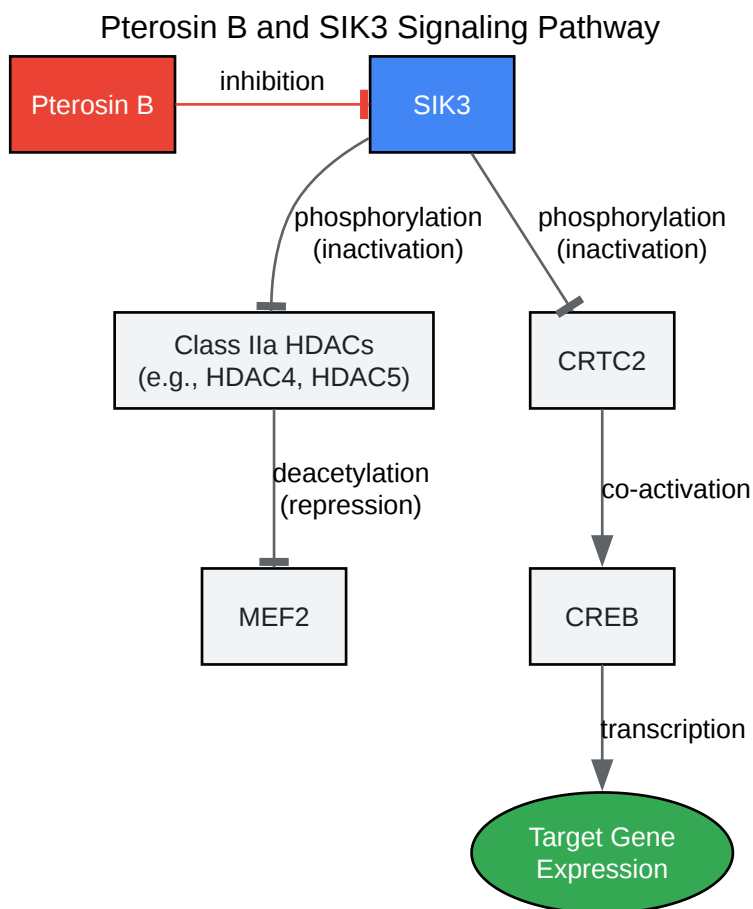 Pterosin B and SIK3 Signaling Pathway
Pterosin B
inhibition
SIK3
phosphorylation
(inactivation)
phosphorylation
(inactivation)
Class IIa HDACs
(e.g., HDAC4, HDAC5)
CRTC2
deacetylation
(repression)
co-activation
MEF2
CREB
transcription
Target Gene
Expression